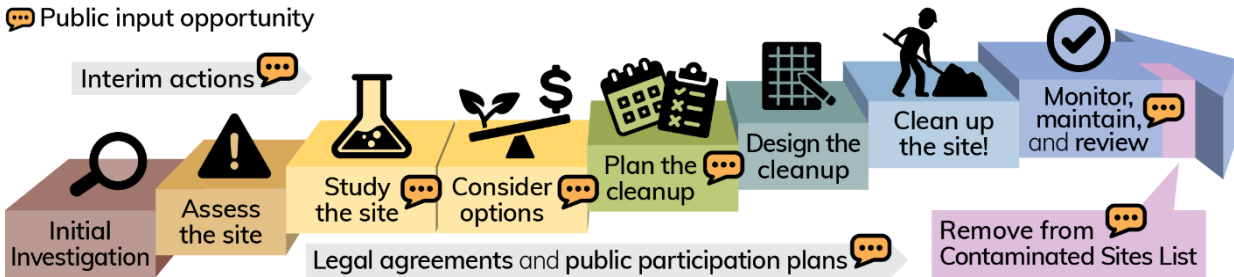 Public input opportunity
Interim actions
Initial
Investigation
Assess
the site
Study
the site
Consider
options
Plan the
cleanup
Design the
cleanup
Clean up
the site!
Monitor,
maintain,
and review
Legal agreements and public participation plans
Remove from
Contaminated Sites List